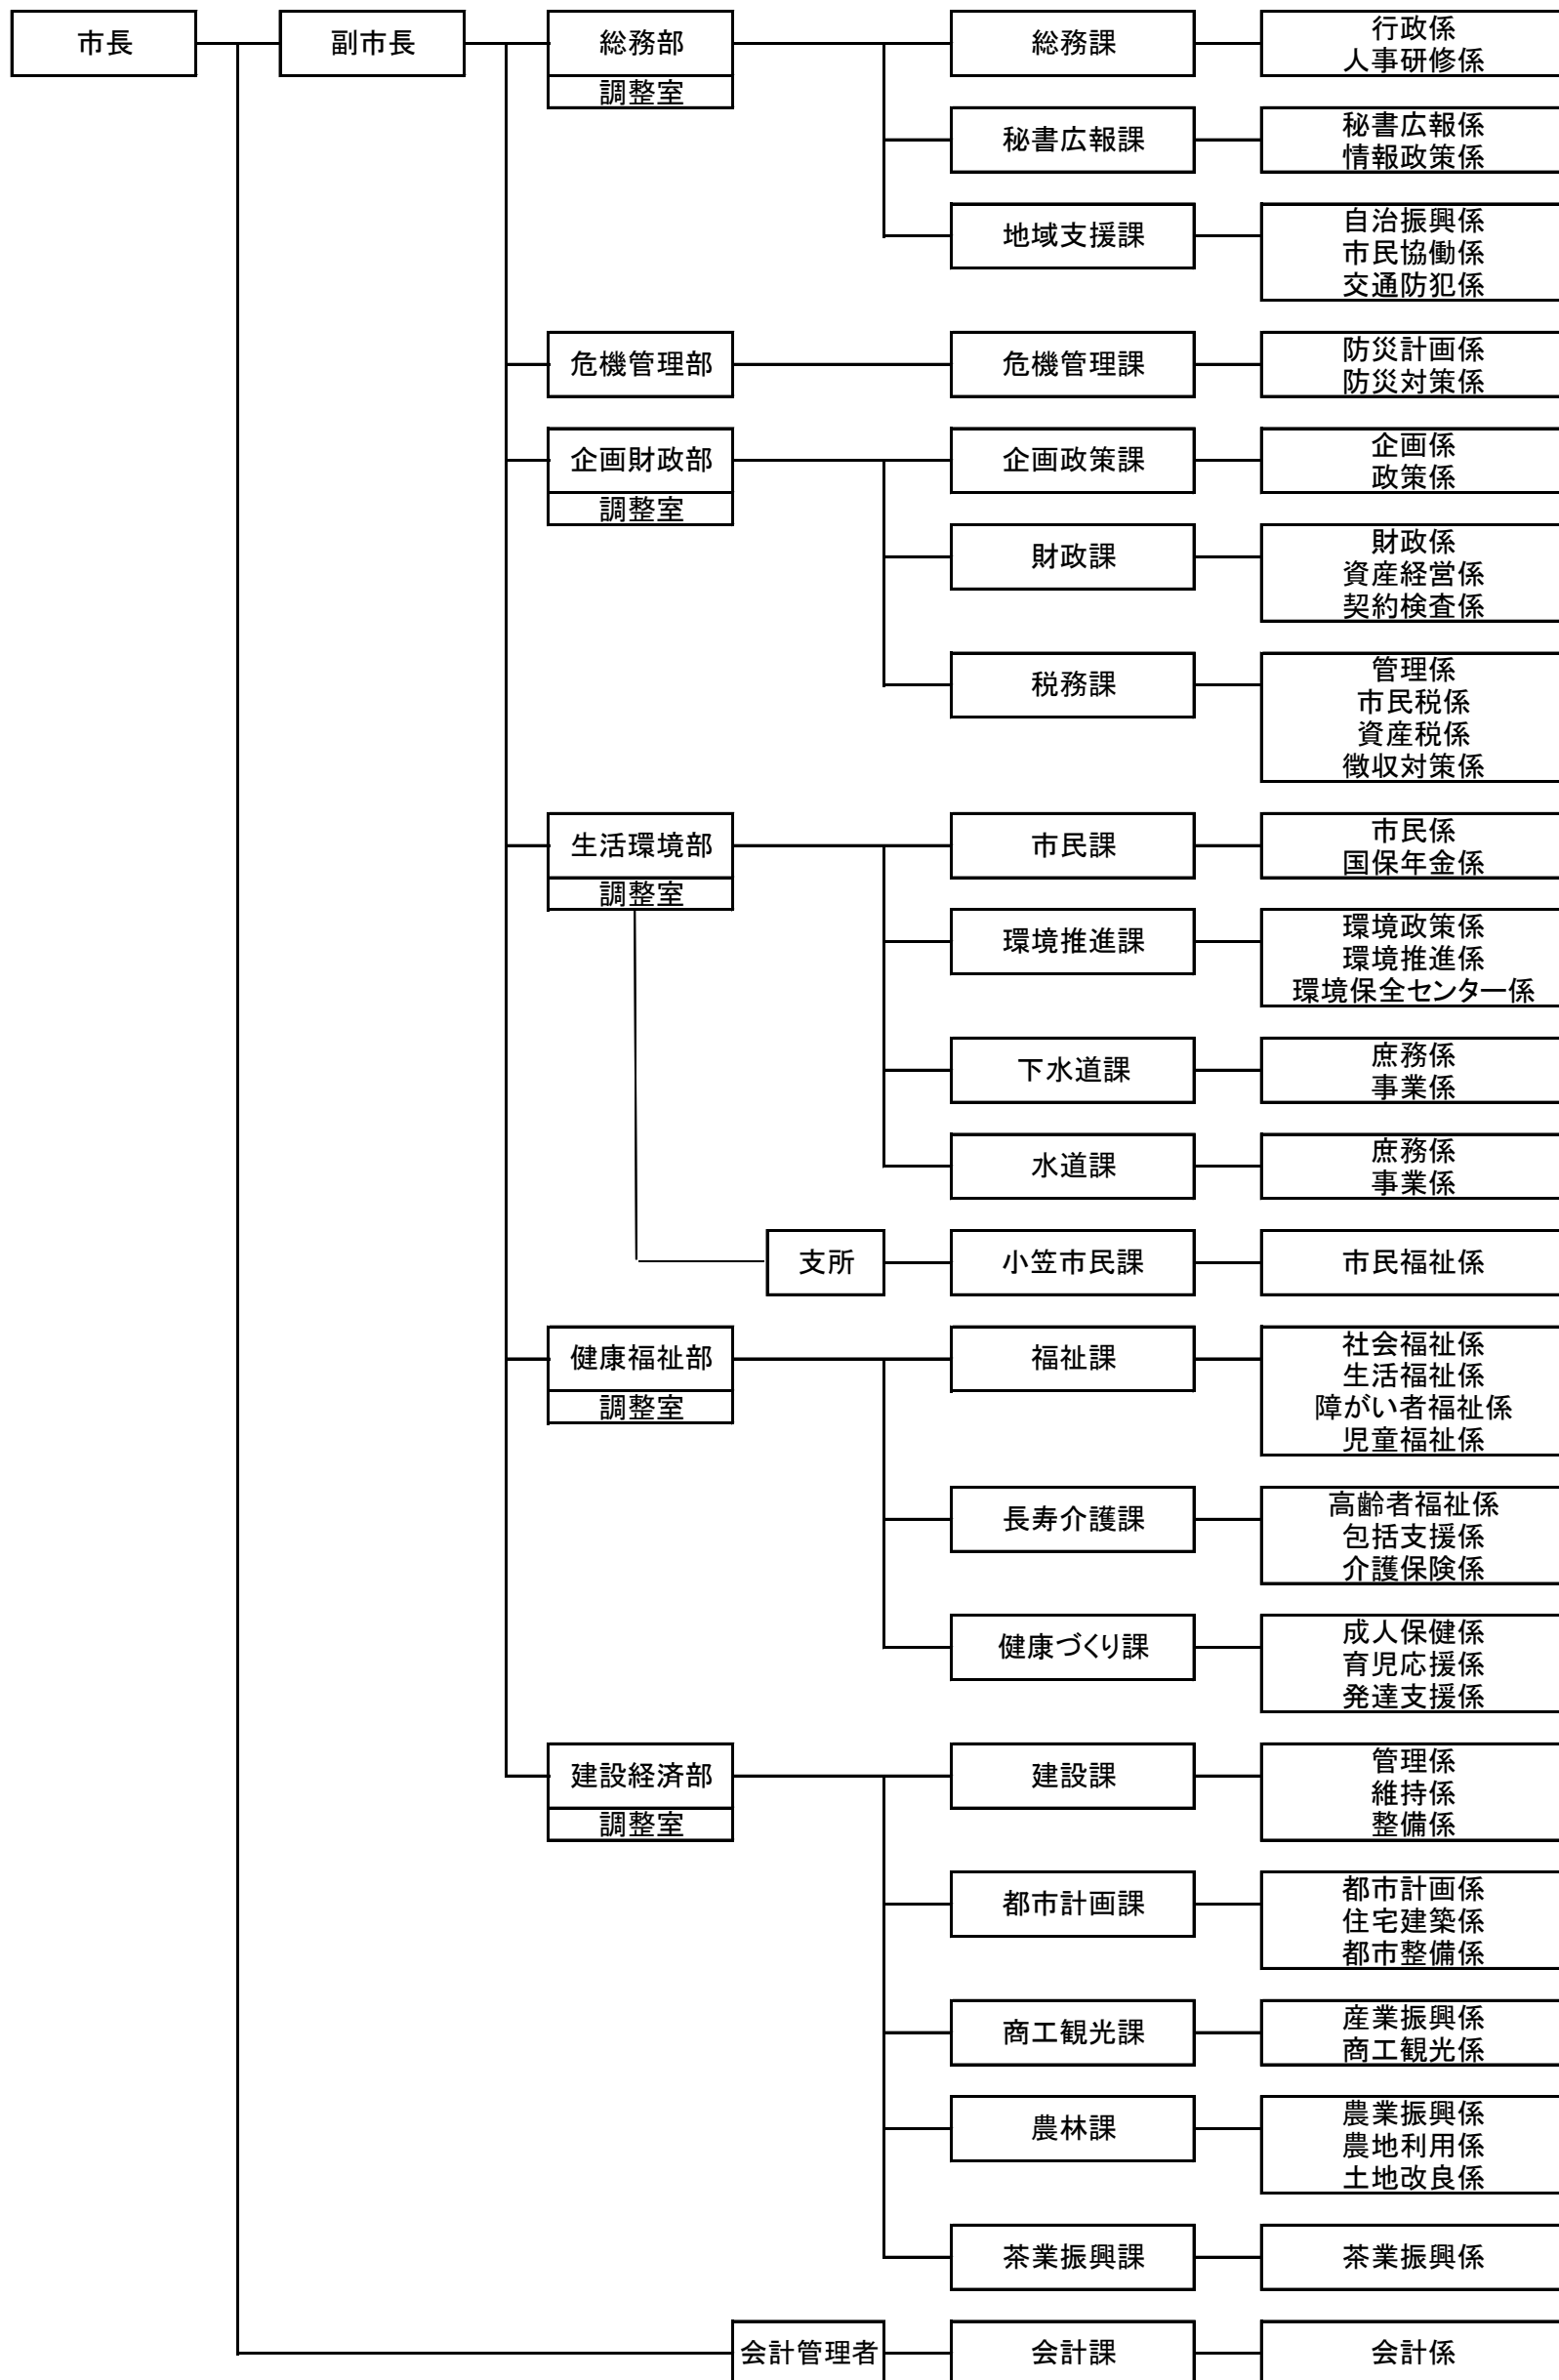 市長
副市長
総務部
調整室
総務課
行政係
人事研修係
秘書広報課
秘書広報係
情報政策係
地域支援課
自治振興係
市民協働係
交通防犯係
危機管理部
危機管理課
防災計画係
防災対策係
企画財政部
調整室
企画政策課
企画係
政策係
財政課
財政係
資産経営係
契約検査係
税務課
管理係
市民税係
資産税係
徴収対策係
生活環境部
調整室
市民課
市民係
国保年金係
環境推進課
環境政策係
環境推進係
環境保全センター係
下水道課
庶務係
事業係
水道課
庶務係
事業係
支所
小笠市民課
市民福祉係
健康福祉部
調整室
福祉課
社会福祉係
生活福祉係
障がい者福祉係
児童福祉係
長寿介護課
高齢者福祉係
包括支援係
介護保険係
健康づくり課
成人保健係
育児応援係
発達支援係
建設経済部
調整室
建設課
管理係
維持係
整備係
都市計画課
都市計画係
住宅建築係
都市整備係
商工観光課
産業振興係
商工観光係
農林課
農業振興係
農地利用係
土地改良係
茶業振興課
茶業振興係
会計管理者
会計課
会計係